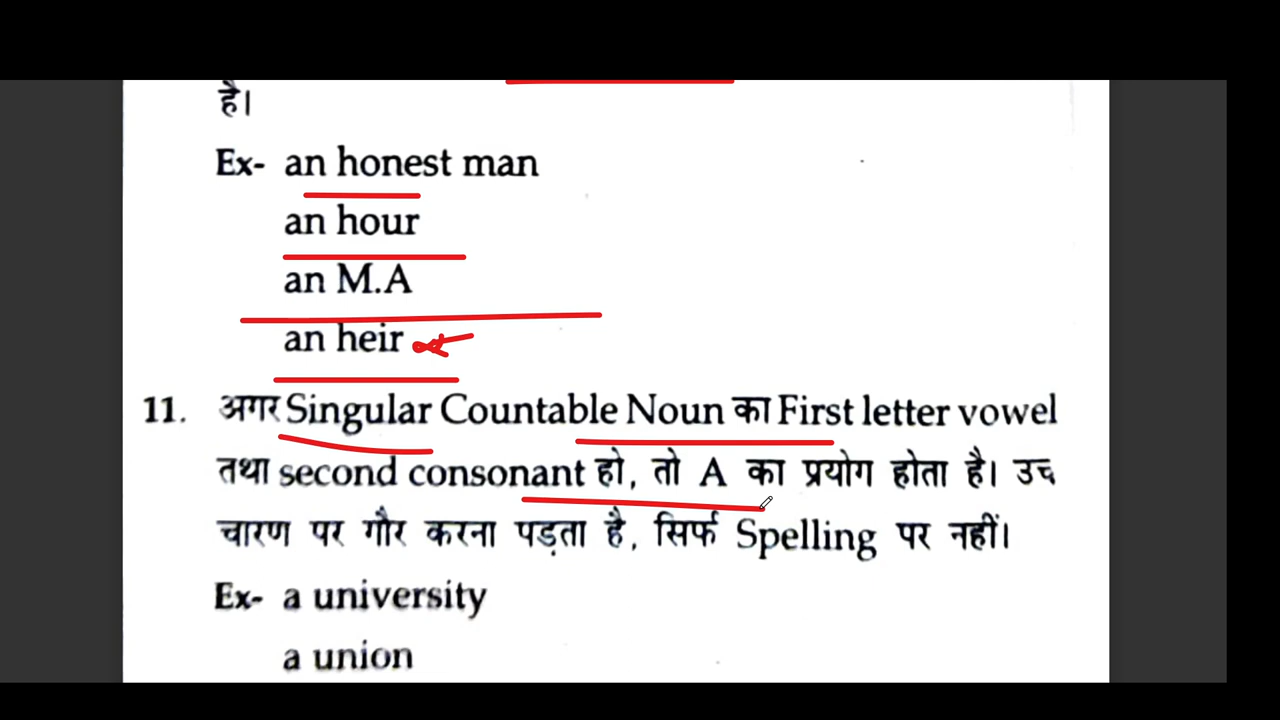 है।
Ex- an honest man
an hour
an M.A
an heir
11. अगर Singular Countable Noun का First letter vowel
तथा second consonant हो, तो A का प्रयोग होता है। उच
चारण पर गौर करना पड़ता है, सिर्फ Spelling पर नहीं।
Ex- a university
a union